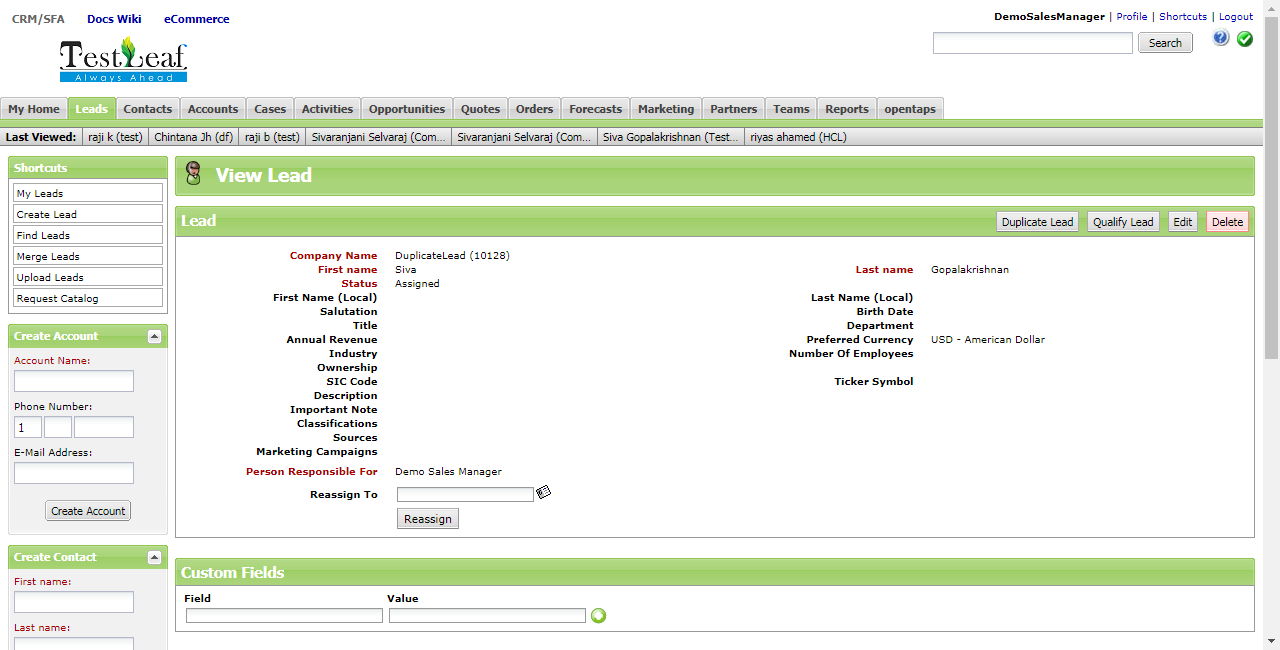 CRM/SFA Docs Wiki eCommerce
DemoSalesManager | Profile | Shortcuts | Logout
TestLeaf
Always Ahead
Search
My Home Leads Contacts Accounts Cases Activities Opportunities Quotes Orders Forecasts Marketing Partners Teams Reports opentaps
Last Viewed: raji k (test) Chintana Jh (df) raji b (test) Sivaranjani Selvaraj (Com... Sivaranjani Selvaraj (Com... Siva Gopalakrishnan (Test... riyas ahamed (HCL)
Shortcuts
My Leads
Create Lead
Find Leads
Merge Leads
Upload Leads
Request Catalog
Create Account
Account Name:
Phone Number:
1
E-Mail Address:
Create Account
Create Contact
First name:
Last name:
View Lead
Lead
Duplicate Lead Qualify Lead Edit Delete
Company Name DuplicateLead (10128)
First name Siva Last name Gopalakrishnan
Status Assigned
First Name (Local) Last Name (Local)
Salutation Birth Date
Title Department
Annual Revenue Preferred Currency USD - American Dollar
Industry Number Of Employees
Ownership
SIC Code Ticker Symbol
Description
Important Note
Classifications
Sources
Marketing Campaigns
Person Responsible For Demo Sales Manager
Reassign To
Reassign
Custom Fields
Field Value